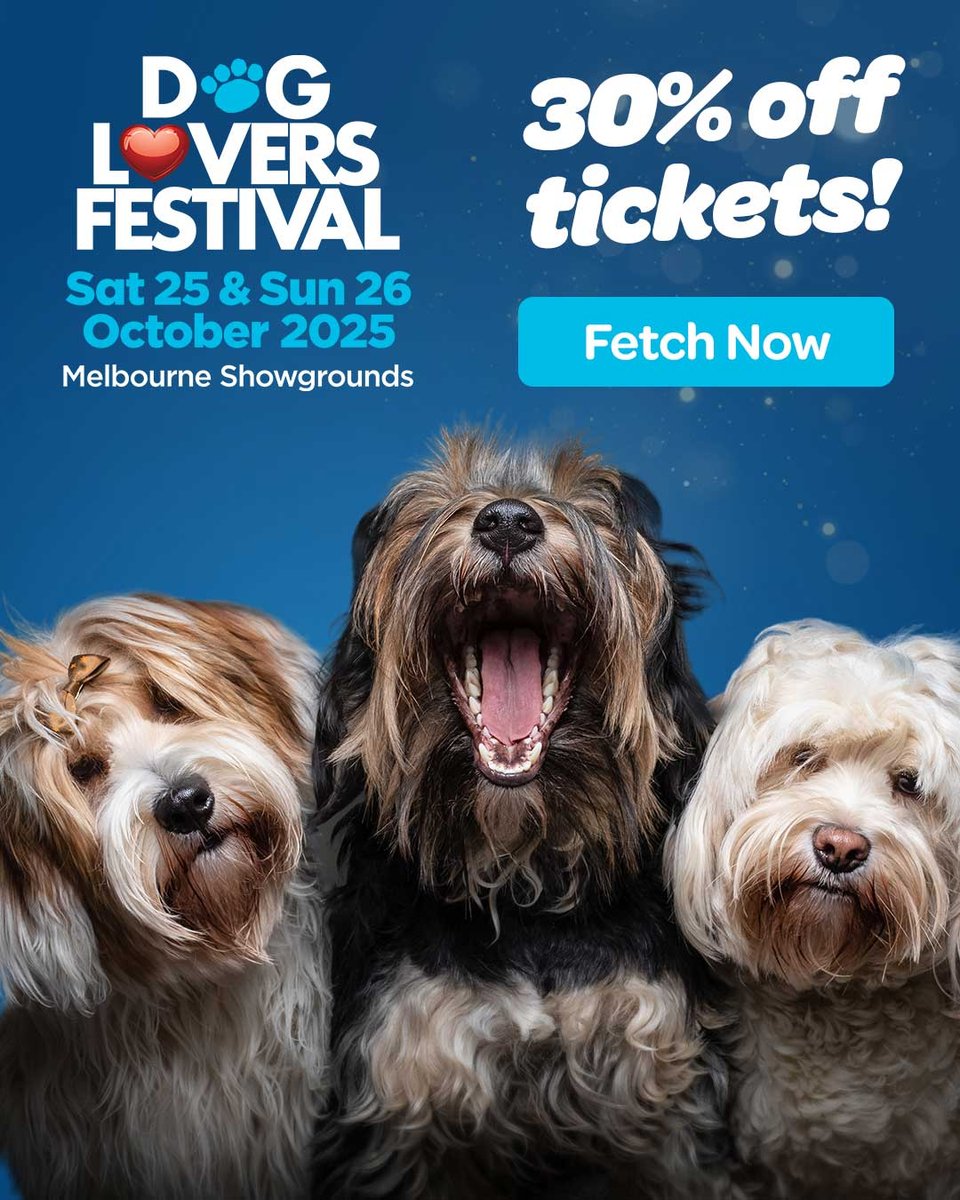 DOG
LOVERS
FESTIVAL
Sat 25 & Sun 26
October 2025
Melbourne Showgrounds
30% off
tickets!
Fetch Now